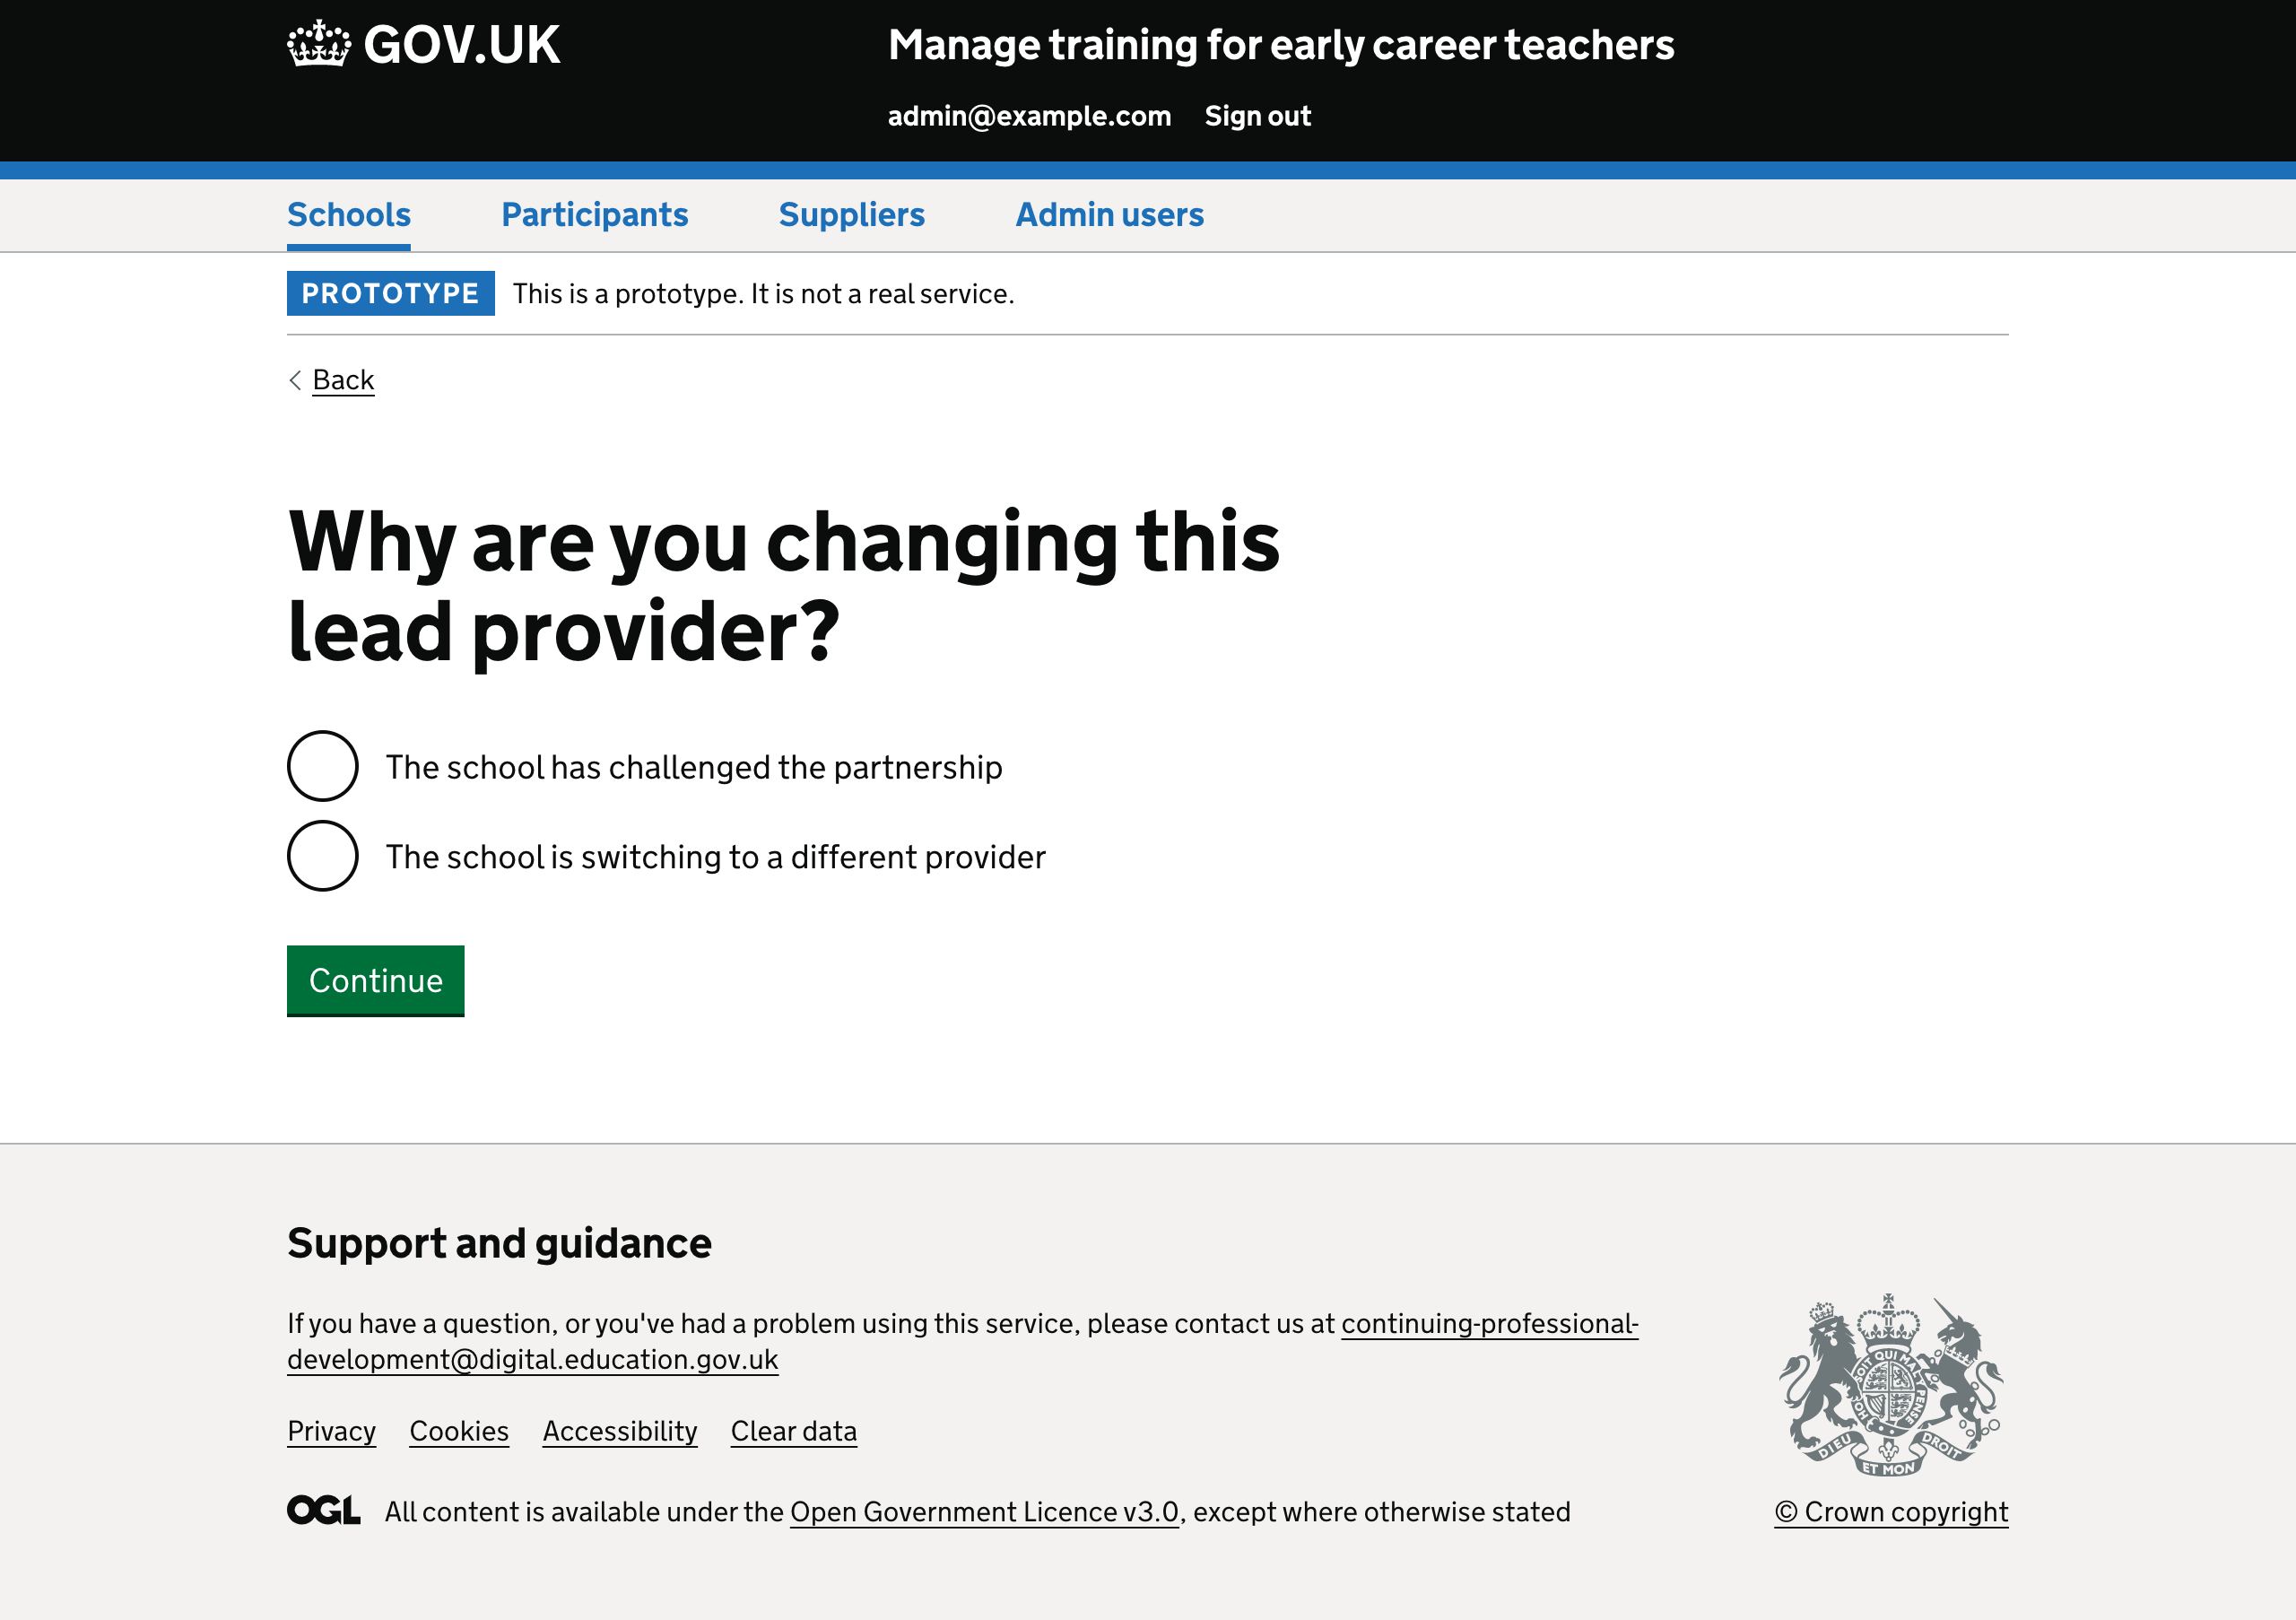 GOV.UK
Manage training for early career teachers
admin@example.com Sign out
Schools Participants Suppliers Admin users
PROTOTYPE This is a prototype. It is not a real service.
Back
Why are you changing this
lead provider?
The school has challenged the partnership
The school is switching to a different provider
Continue
Support and guidance
If you have a question, or you've had a problem using this service, please contact us at continuing-professional-
development@digital.education.gov.uk
Privacy Cookies Accessibility Clear data
OGL All content is available under the Open Government Licence v3.0, except where otherwise stated
SOIT QUI MAL
PENSE
HON
DIEU ET MON DROIT
© Crown copyright